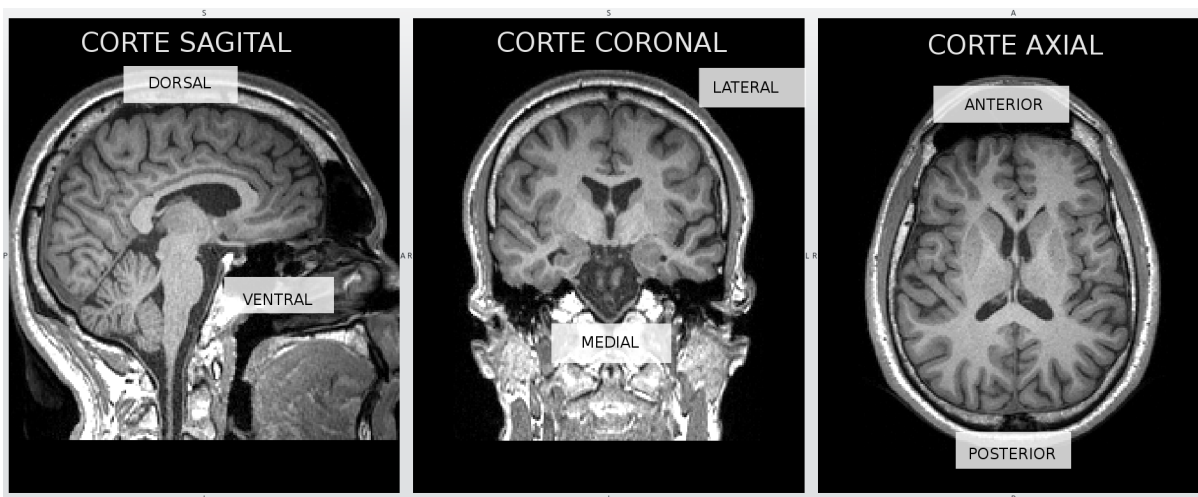 S
CORTE SAGITAL
DORSAL
P
A
VENTRAL
S
CORTE CORONAL
LATERAL
R
L
MEDIAL
A
CORTE AXIAL
ANTERIOR
R
POSTERIOR